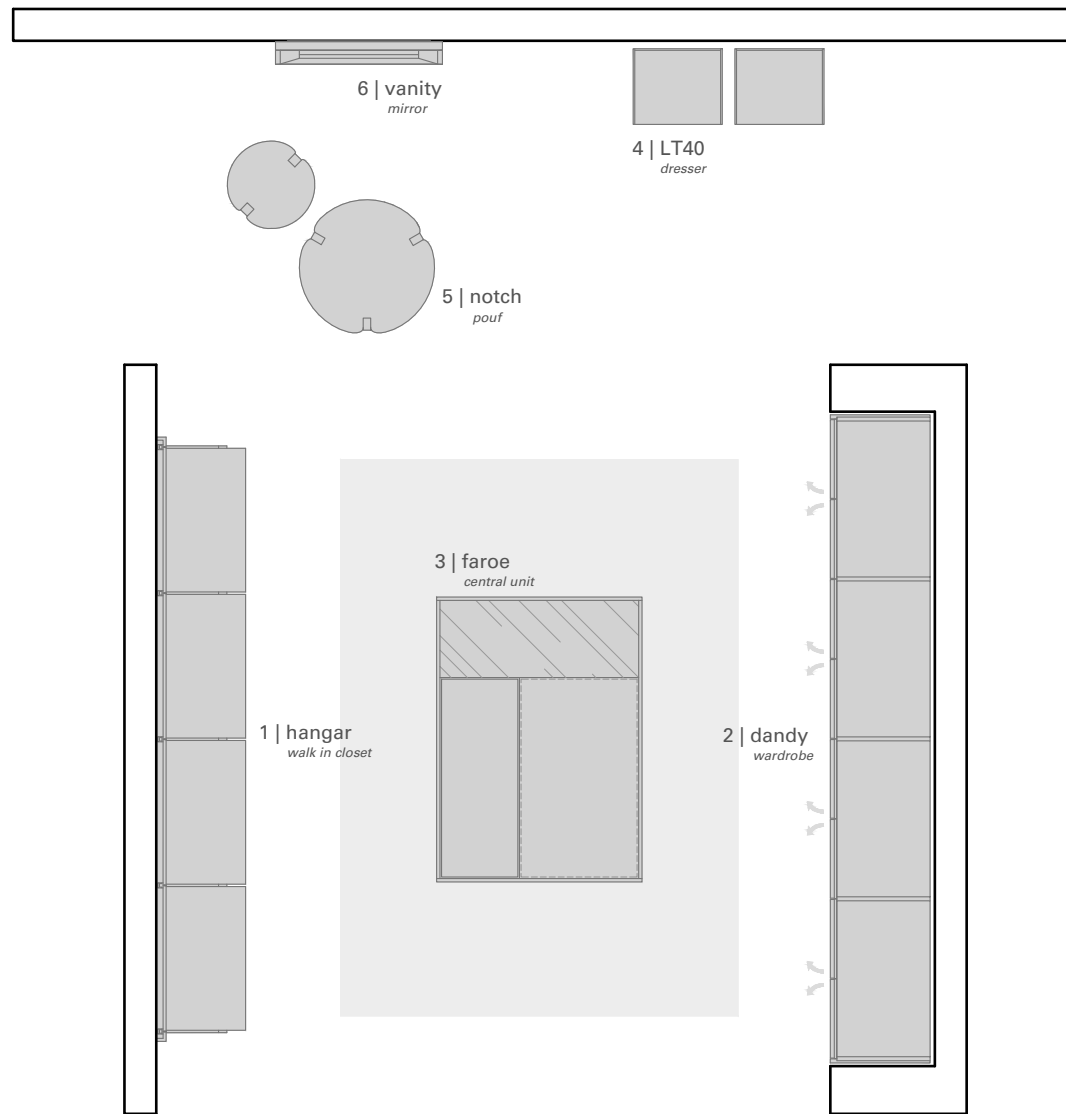 6 | vanity
mirror
4 | LT40
dresser
5 | notch
pouf
3 | faroe
central unit
1 | hangar
walk in closet
2 | dandy
wardrobe